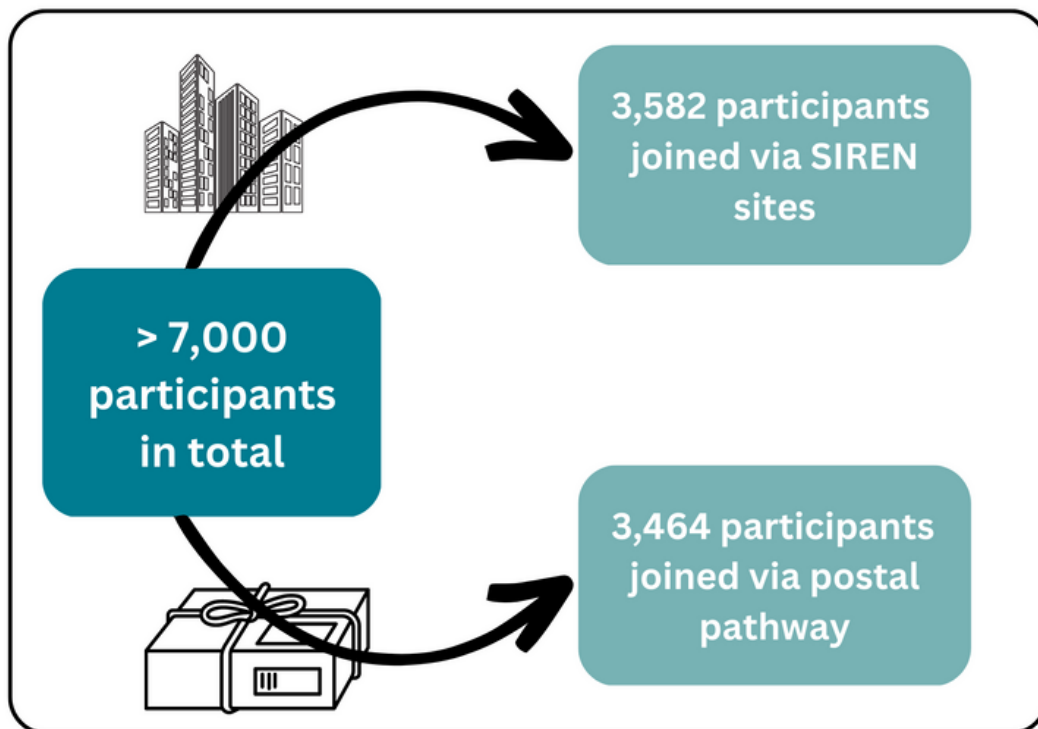 > 7,000
participants
in total
3,582 participants
joined via SIREN
sites
3,464 participants
joined via postal
pathway